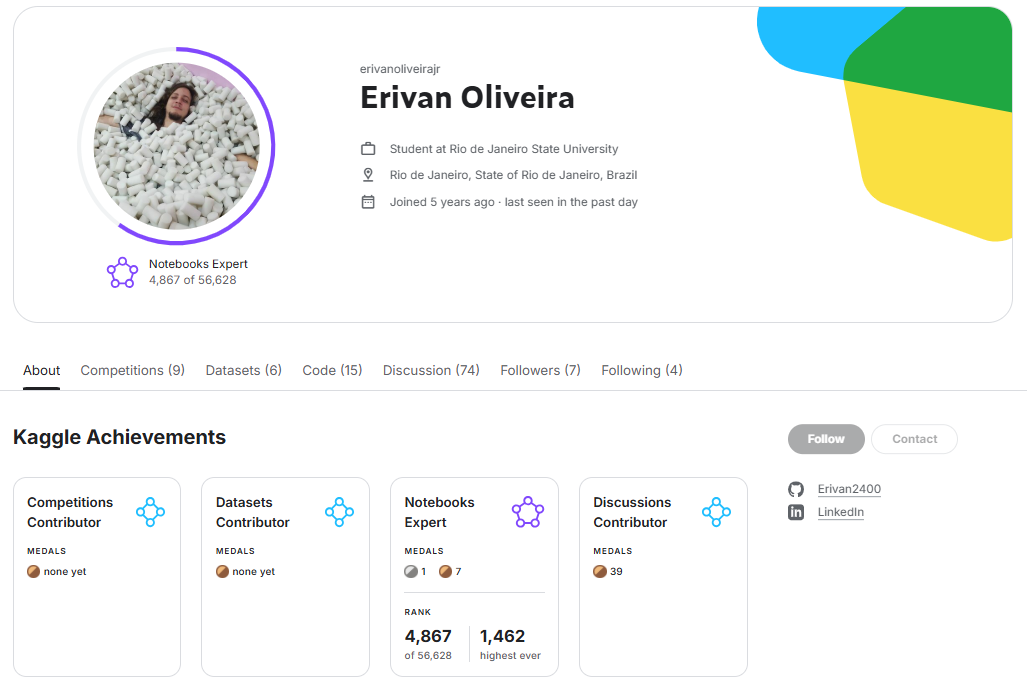 erivanoliveirajr
Erivan Oliveira
Student at Rio de Janeiro State University
Rio de Janeiro, State of Rio de Janeiro, Brazil
Joined 5 years ago · last seen in the past day
Notebooks Expert
4,867 of 56,628
About Competitions (9) Datasets (6) Code (15) Discussion (74) Followers (7) Following (4)
Kaggle Achievements
Follow Contact
Erivan2400
LinkedIn
Competitions
Contributor
MEDALS
none yet
Datasets
Contributor
MEDALS
none yet
Notebooks
Expert
MEDALS
1 7
RANK
4,867 1,462
of 56,628 highest ever
Discussions
Contributor
MEDALS
39